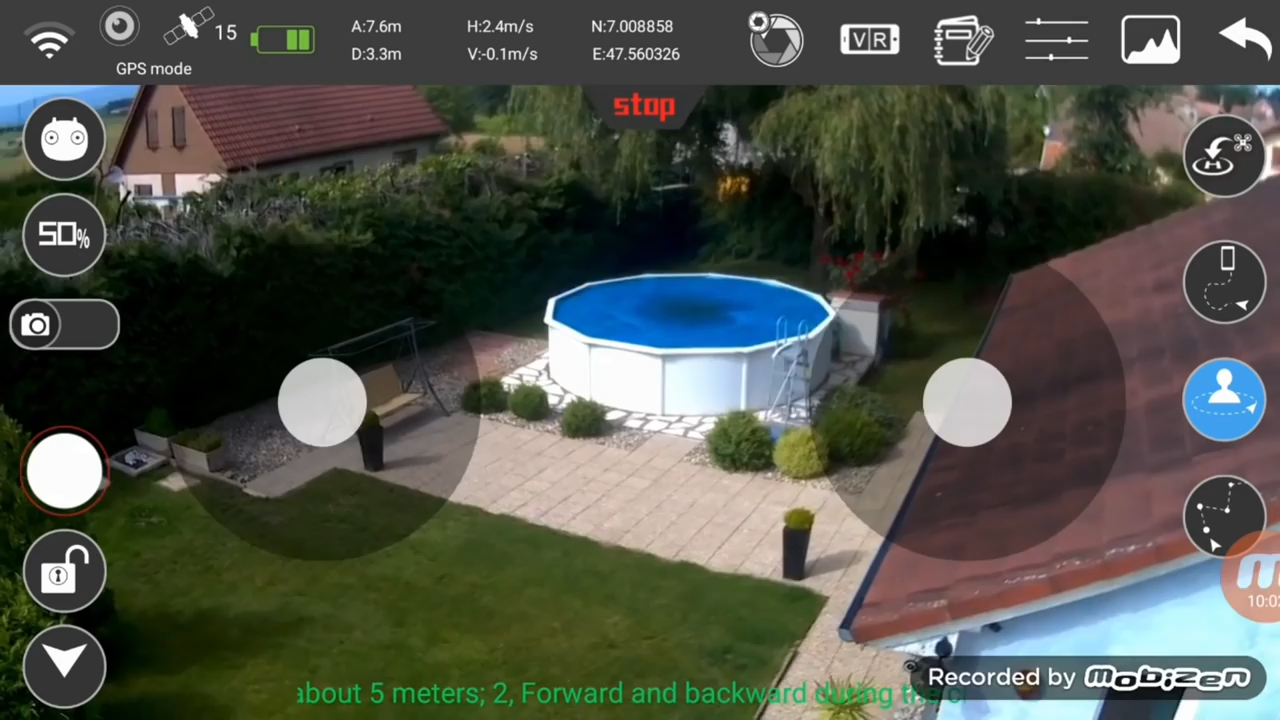 15
GPS mode
A:7.6m
D:3.3m
H:2.4m/s
V:-0.1m/s
N:7.008858
E:47.560326
VR
stop
50%
H
about 5 meters; 2, Forward and backward during
10:02
Recorded by mobizen